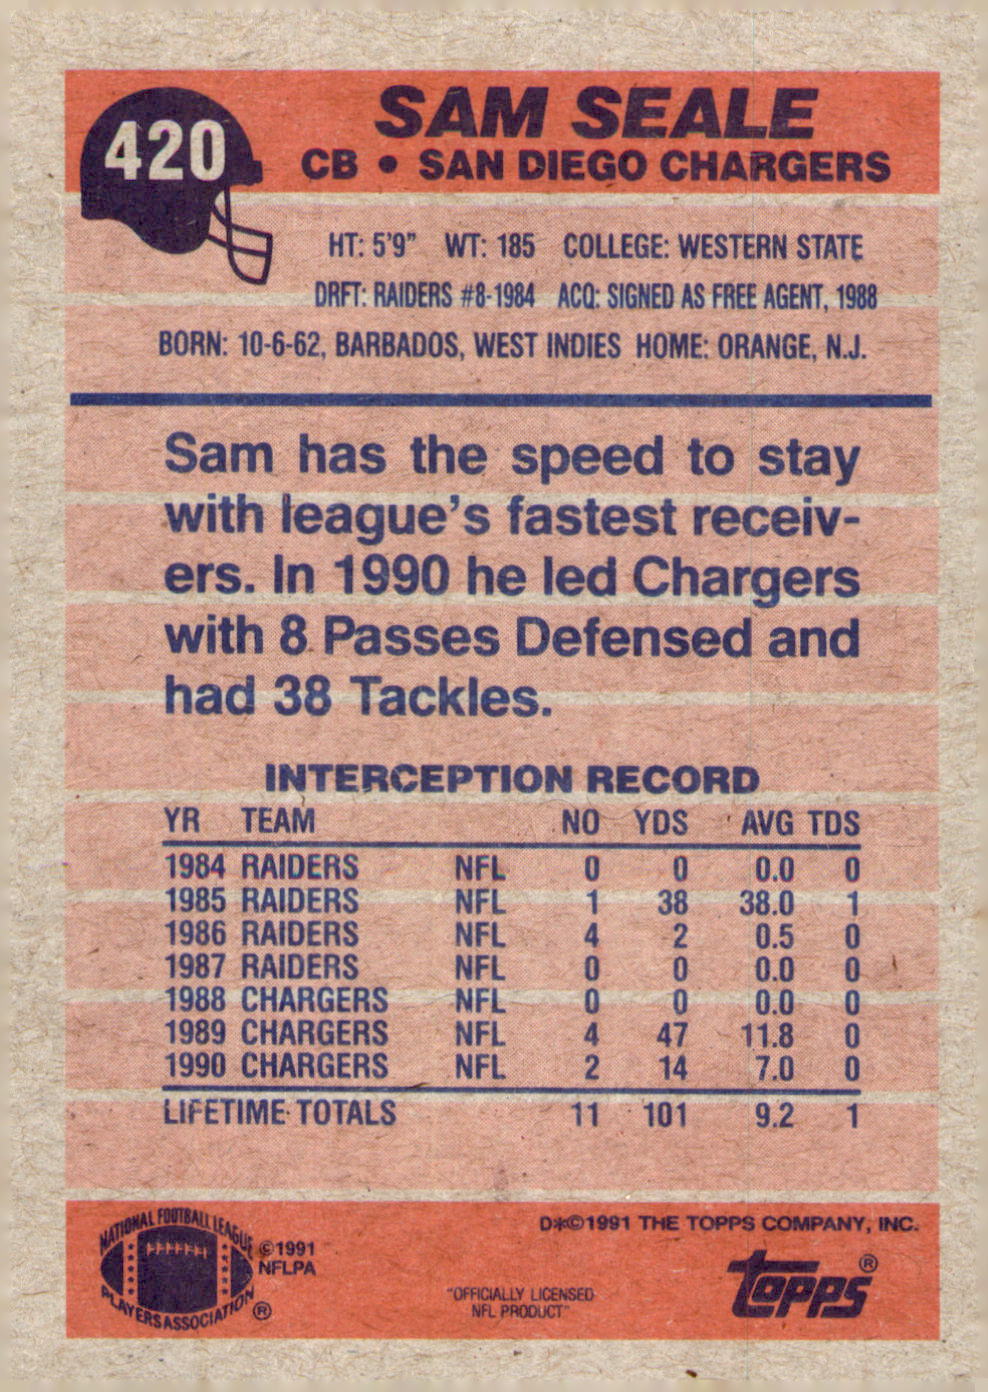 420
SAM SEALE
CB • SAN DIEGO CHARGERS
HT: 5'9" WT: 185 COLLEGE: WESTERN STATE
DRFT: RAIDERS #8-1984 ACQ: SIGNED AS FREE AGENT, 1988
BORN: 10-6-62, BARBADOS, WEST INDIES HOME: ORANGE, N.J.
Sam has the speed to stay
with league's fastest receiv-
ers. In 1990 he led Chargers
with 8 Passes Defensed and
had 38 Tackles.
INTERCEPTION RECORD
YR TEAM NO YDS AVG TDS
1984 RAIDERS NFL 0 0 0.0 0
1985 RAIDERS NFL 1 38 38.0 1
1986 RAIDERS NFL 4 2 0.5 0
1987 RAIDERS NFL 0 0 0.0 0
1988 CHARGERS NFL 0 0 0.0 0
1989 CHARGERS NFL 4 47 11.8 0
1990 CHARGERS NFL 2 14 7.0 0
LIFETIME TOTALS 11 101 9.2 1
NATIONAL FOOTBALL LEAGUE
PLAYERS ASSOCIATION ®
©1991
NFLPA
"OFFICIALLY LICENSED
NFL PRODUCT"
D*©1991 THE TOPPS COMPANY, INC.
TOPPS ®